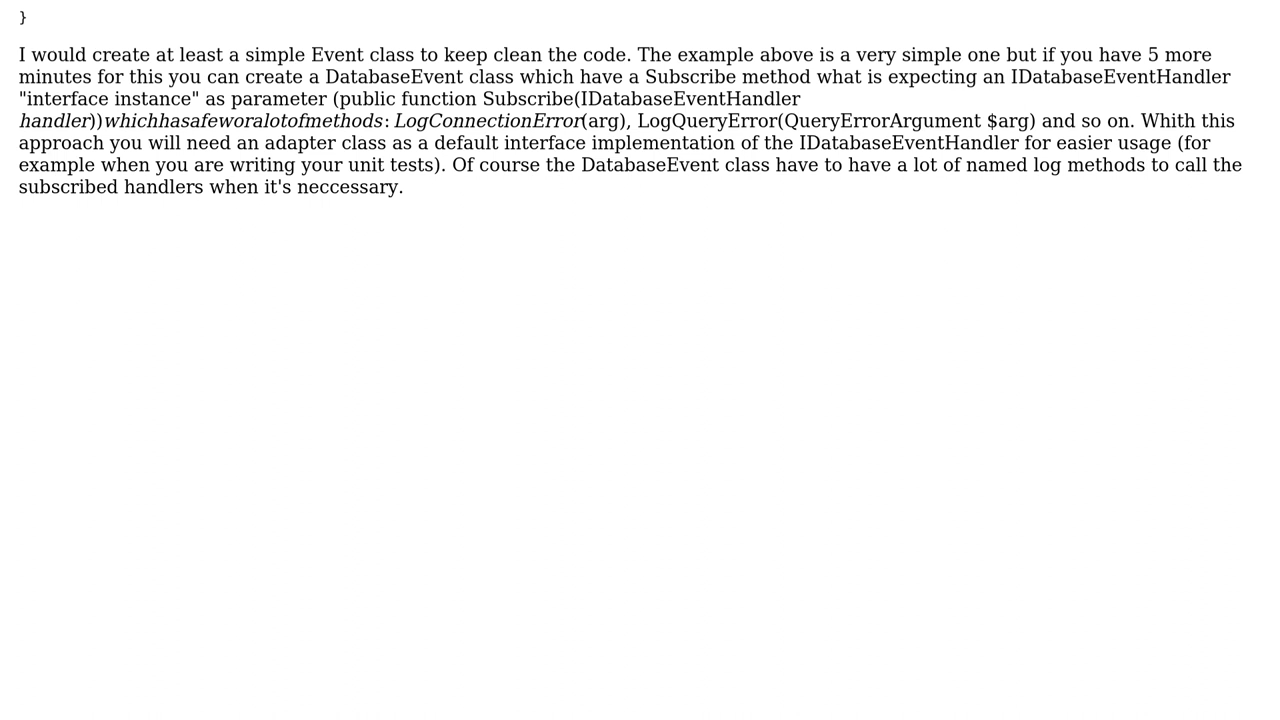 }
I would create at least a simple Event class to keep clean the code. The example above is a very simple one but if you have 5 more
minutes for this you can create a DatabaseEvent class which have a Subscribe method what is expecting an IDatabaseEventHandler
"interface instance" as parameter (public function Subscribe(IDatabaseEventHandler
handler))whichhasafeworalotofmethods:LogConnectionError(arg), LogQueryError(QueryErrorArgument $arg) and so on. Whith this
approach you will need an adapter class as a default interface implementation of the IDatabaseEventHandler for easier usage (for
example when you are writing your unit tests). Of course the DatabaseEvent class have to have a lot of named log methods to call the
subscribed handlers when it's neccessary.